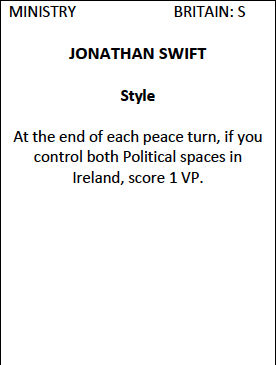 MINISTRY BRITAIN: S
JONATHAN SWIFT
Style
At the end of each peace turn, if you
control both Political spaces in
Ireland, score 1 VP.